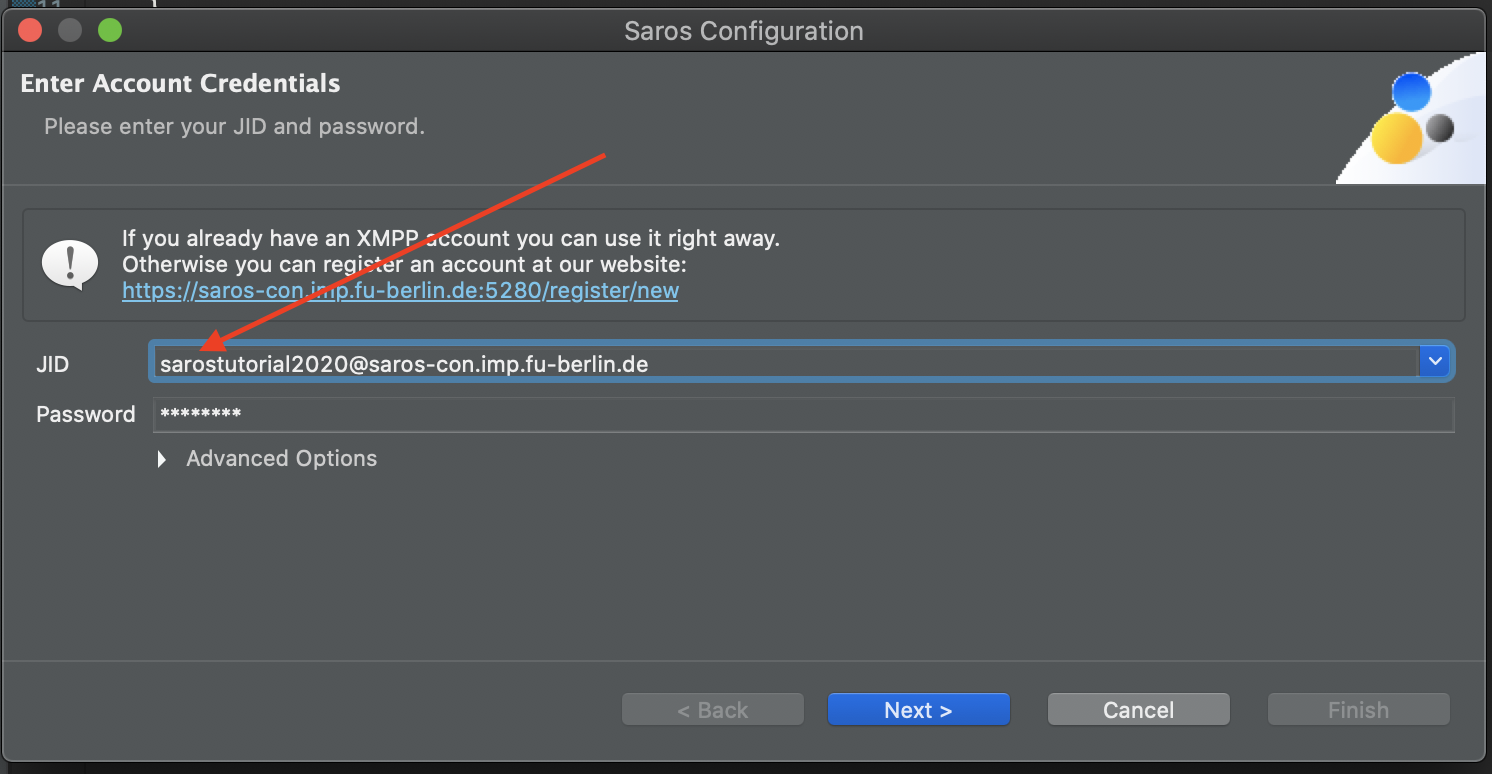 Saros Configuration
Enter Account Credentials
Please enter your JID and password.
If you already have an XMPP account you can use it right away.
Otherwise you can register an account at our website:
https://saros-con.imp.fu-berlin.de:5280/register/new
JID
sarostutorial2020@saros-con.imp.fu-berlin.de
Password
********
Advanced Options
< Back
Next >
Cancel
Finish